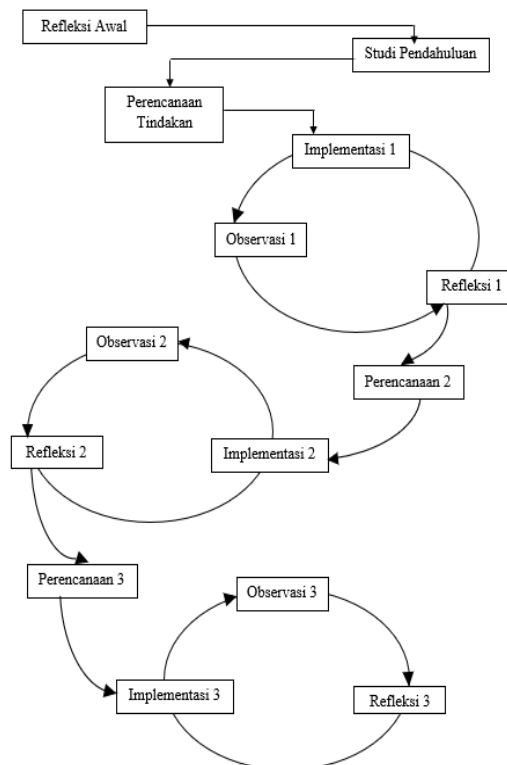 Refleksi Awal
Studi Pendahuluan
Perencanaan
Tindakan
Implementasi 1
Observasi 1
Refleksi 1
Observasi 2
Perencanaan 2
Refleksi 2
Implementasi 2
Perencanaan 3
Observasi 3
Implementasi 3
Refleksi 3